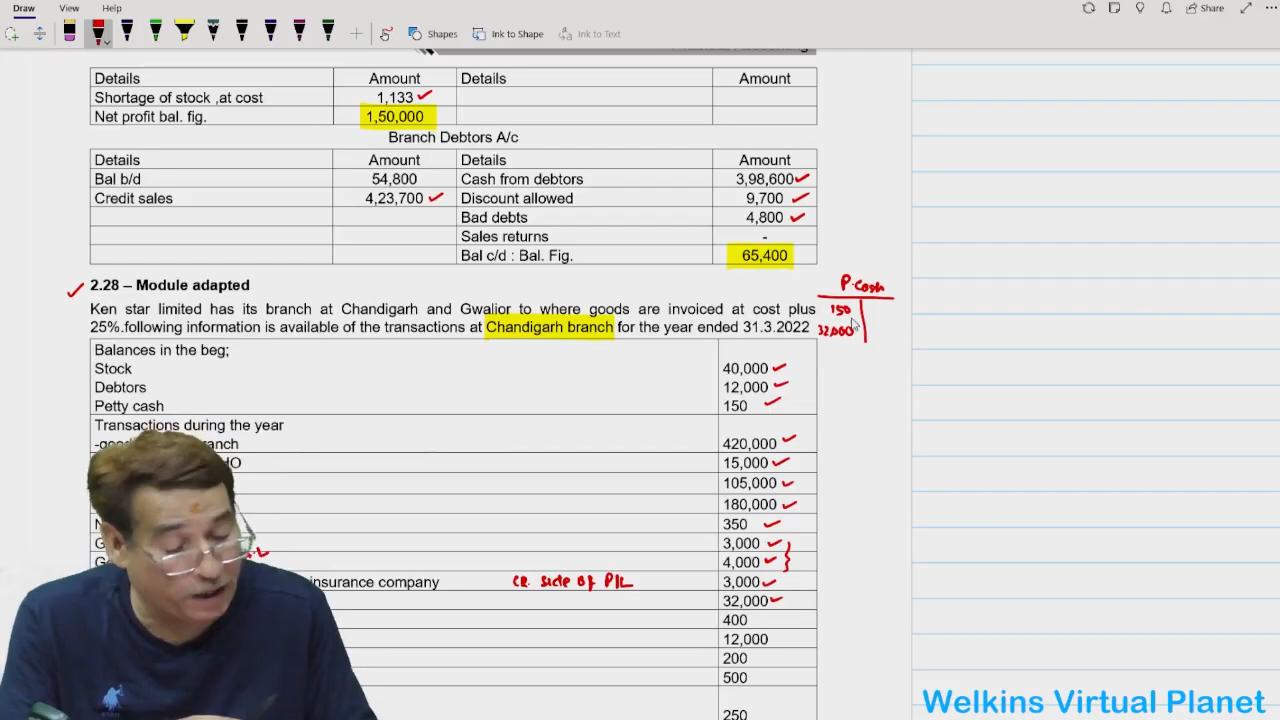 Draw View Help Share
Shapes Ink to Shape Ink to Text
Details Amount Details Amount
Shortage of stock ,at cost 1,133
Net profit bal. fig. 1,50,000
Branch Debtors A/c
Details Amount Details Amount
Bal b/d 54,800 Cash from debtors 3,98,600
Credit sales 4,23,700 Discount allowed 9,700
Bad debts 4,800
Sales returns -
Bal c/d : Bal. Fig. 65,400
2.28 – Module adapted
P.Cash
Ken star limited has its branch at Chandigarh and Gwalior to where goods are invoiced at cost plus
150
25%.following information is available of the transactions at Chandigarh branch for the year ended 31.3.2022
32,000
Balances in the beg;
Stock 40,000
Debtors 12,000
Petty cash 150
Transactions during the year
-goo ranch 420,000
HO 15,000
105,000
180,000
N 350
G 3,000
G 4,000
insurance company CR side of P/L 3,000
32,000
400
12,000
200
500
250
Welkins Virtual Planet